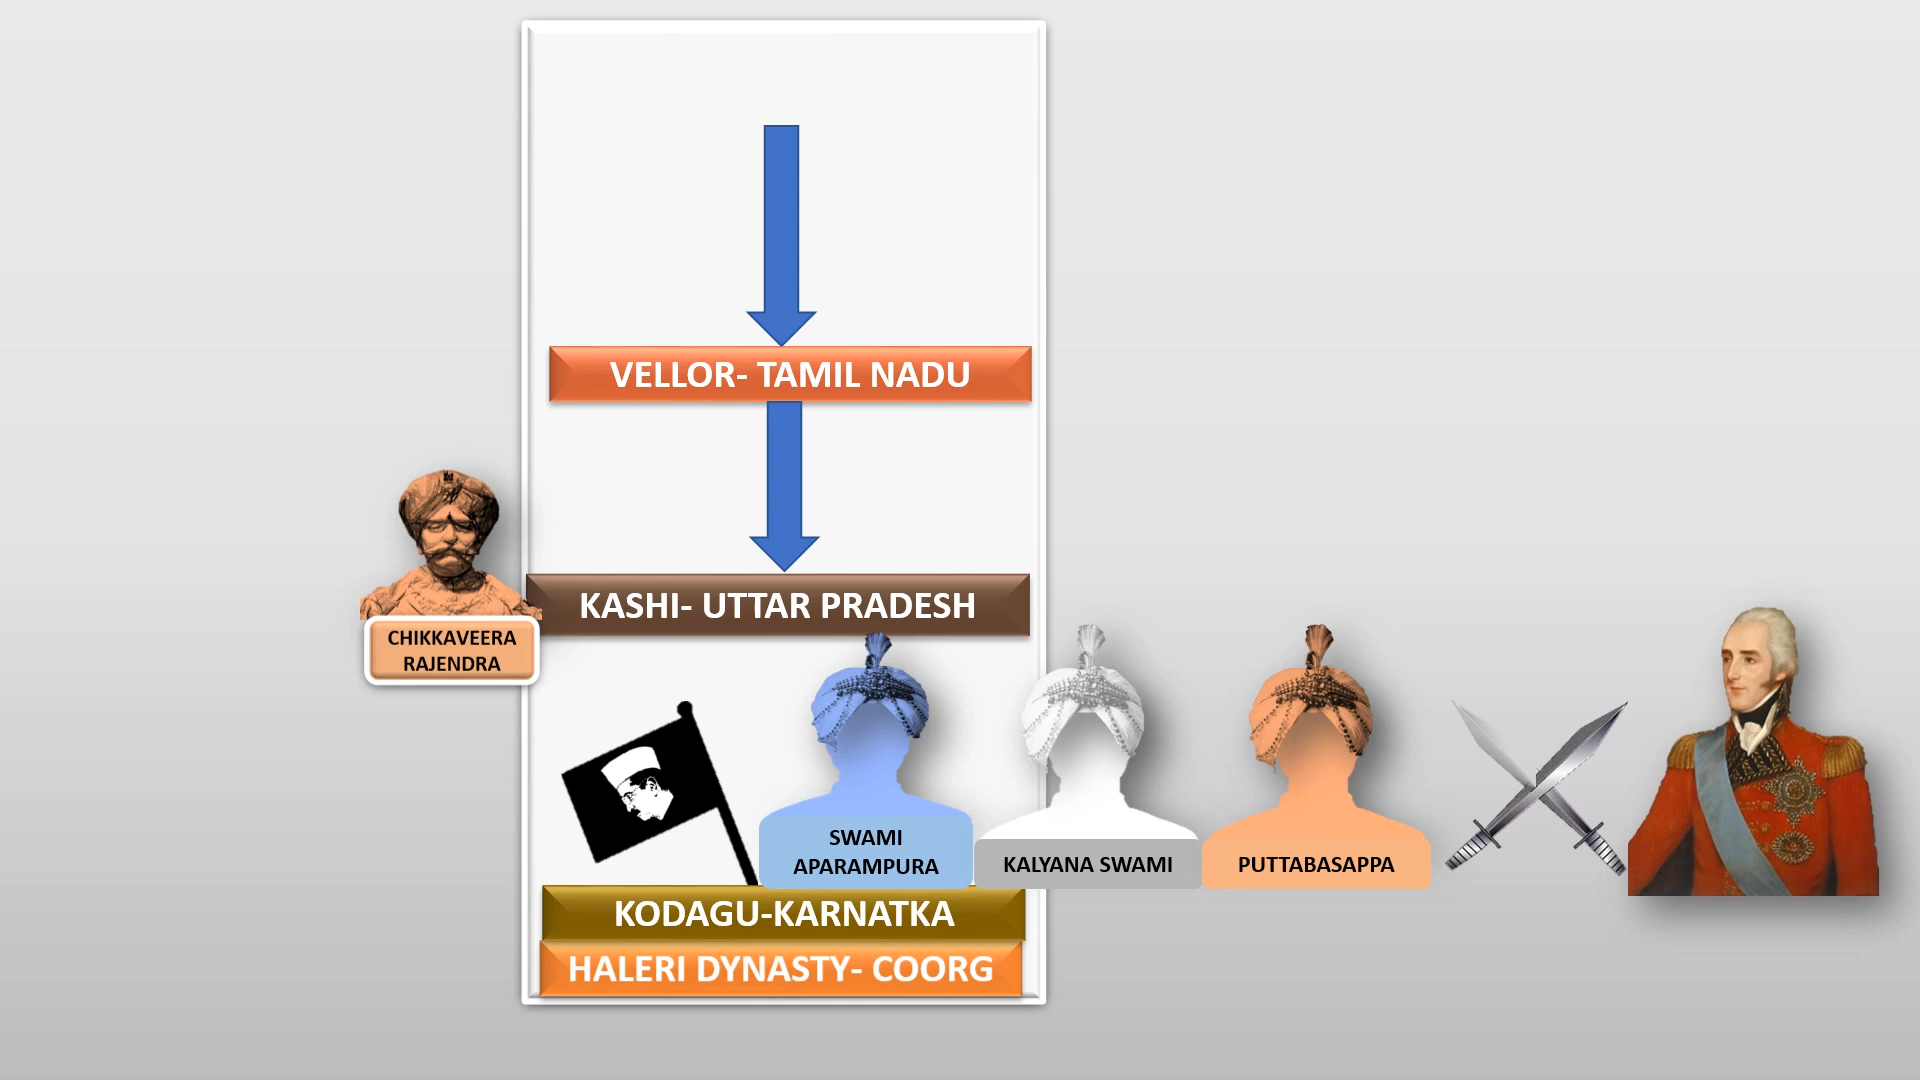 VELLOR- TAMIL NADU
KASHI- UTTAR PRADESH
CHIKKAVEERA
RAJENDRA
SWAMI
APARAMPURA
KALYANA SWAMI
PUTTABASAPPA
KODAGU-KARNATKA
HALERI DYNASTY- COORG